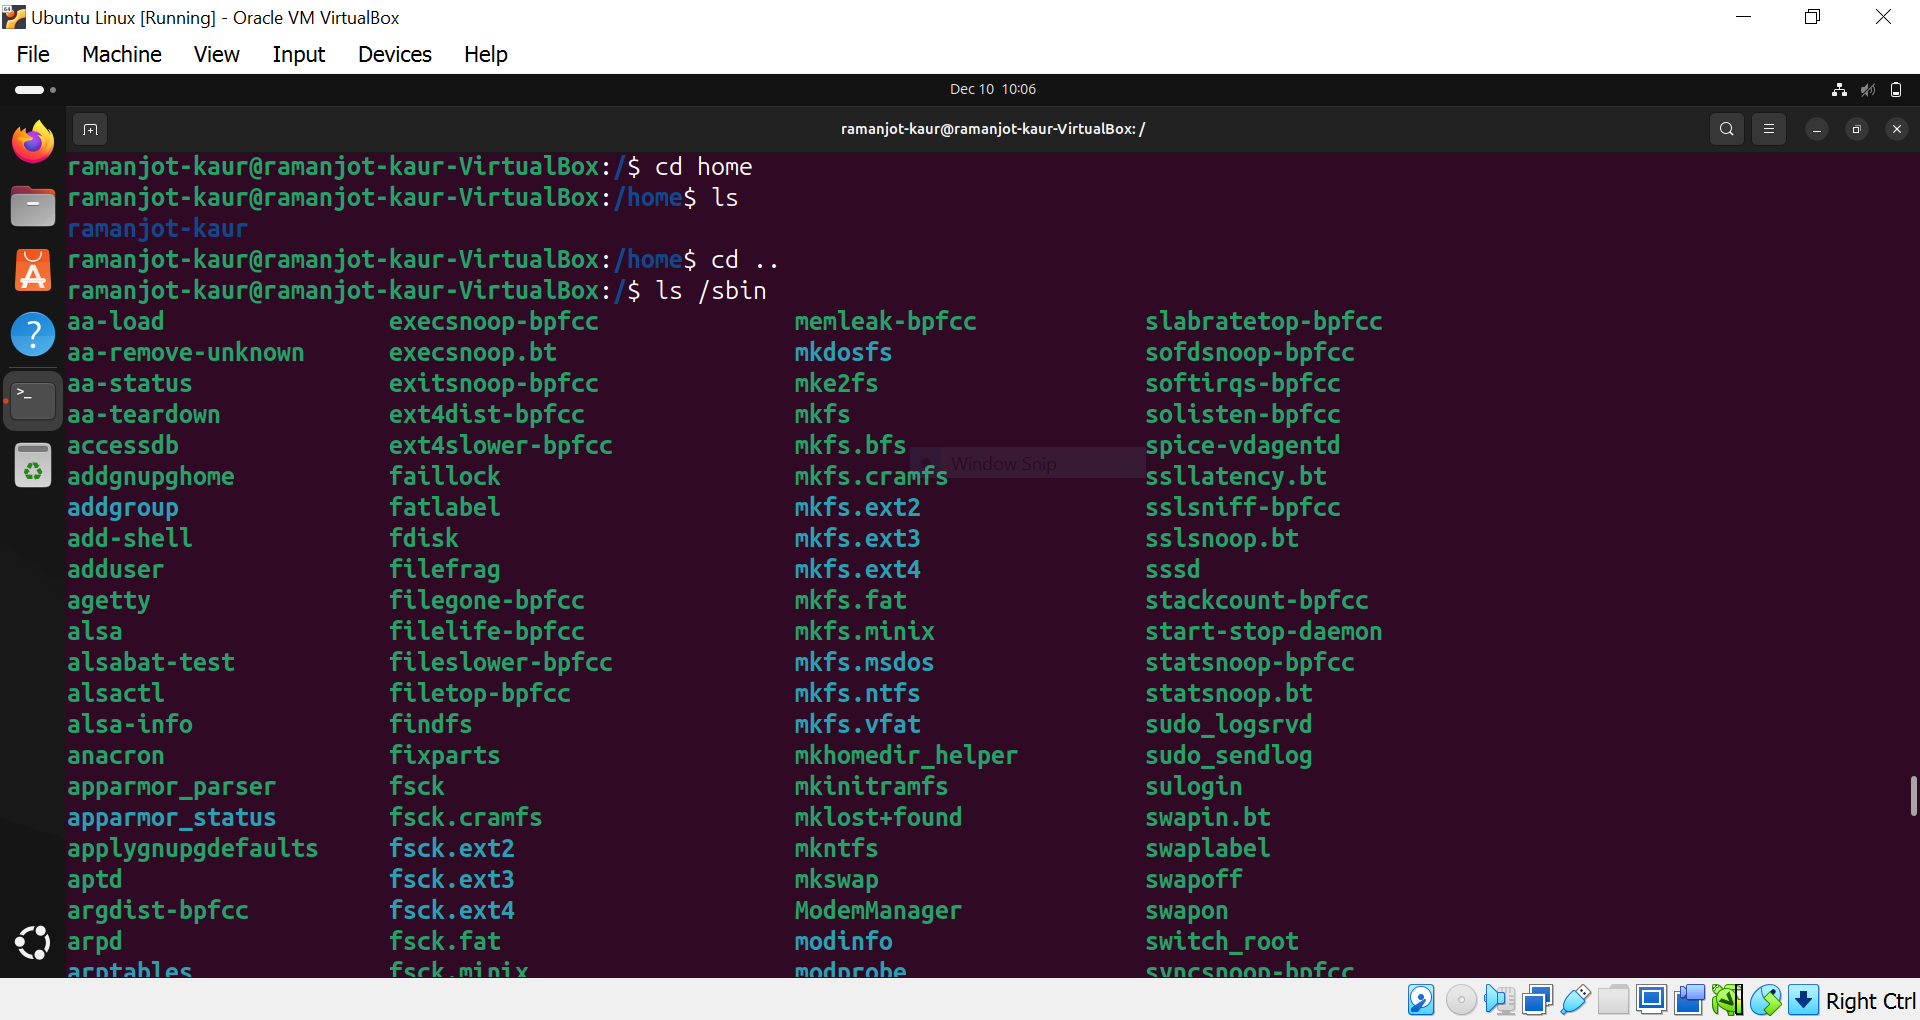 Ubuntu Linux [Running] - Oracle VM VirtualBox
File Machine View Input Devices Help
Dec 10 10:06
ramanjot-kaur@ramanjot-kaur-VirtualBox: /
ramanjot-kaur@ramanjot-kaur-VirtualBox:/$ cd home
ramanjot-kaur@ramanjot-kaur-VirtualBox:/home$ ls
ramanjot-kaur
ramanjot-kaur@ramanjot-kaur-VirtualBox:/home$ cd ..
ramanjot-kaur@ramanjot-kaur-VirtualBox:/$ ls /sbin
aa-load execsnoop-bpfcc memleak-bpfcc slabratetop-bpfcc
aa-remove-unknown execsnoop.bt mkdosfs sofdsnoop-bpfcc
aa-status exitsnoop-bpfcc mke2fs softirqs-bpfcc
aa-teardown ext4dist-bpfcc mkfs solisten-bpfcc
accessdb ext4slower-bpfcc mkfs.bfs spice-vdagentd
Window Snip
addgnupghome faillock mkfs.cramfs ssllatency.bt
addgroup fatlabel mkfs.ext2 sslsniff-bpfcc
add-shell fdisk mkfs.ext3 sslsnoop.bt
adduser filefrag mkfs.ext4 sssd
agetty filegone-bpfcc mkfs.fat stackcount-bpfcc
alsa filelife-bpfcc mkfs.minix start-stop-daemon
alsabat-test fileslower-bpfcc mkfs.msdos statsnoop-bpfcc
alsactl filetop-bpfcc mkfs.ntfs statsnoop.bt
alsa-info findfs mkfs.vfat sudo_logsrvd
anacron fixparts mkhomedir_helper sudo_sendlog
apparmor_parser fsck mkinitramfs sulogin
apparmor_status fsck.cramfs mklost+found swapin.bt
applygnupgdefaults fsck.ext2 mkntfs swaplabel
aptd fsck.ext3 mkswap swapoff
argdist-bpfcc fsck.ext4 ModemManager swapon
arpd fsck.fat modinfo switch_root
arptables fsck.minix modprobe syncsnoop-bpfcc
Right Ctrl